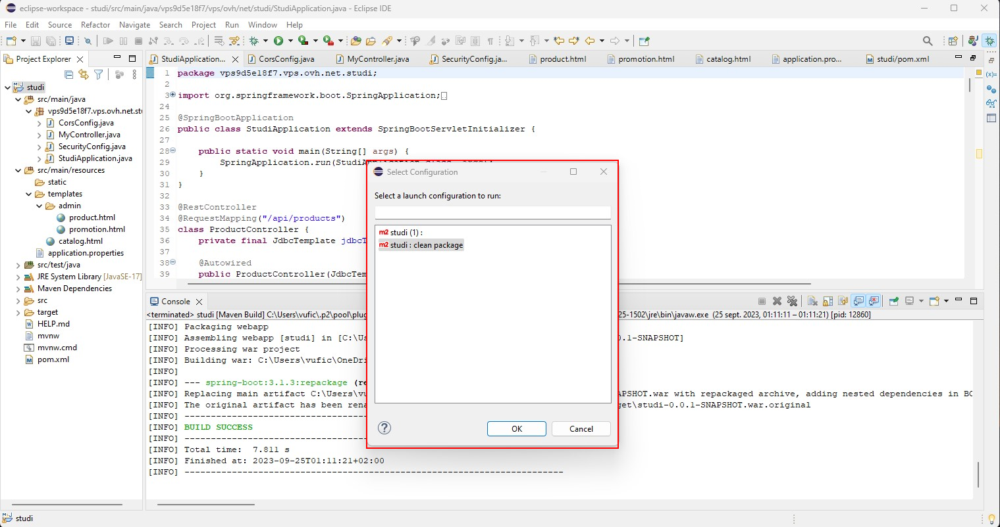 eclipse-workspace - studi/src/main/java/vps9d5e18f7/vps/ovh/net/studi/StudiApplication.java - Eclipse IDE
File Edit Source Refactor Navigate Search Project Run Window Help
Project Explorer
studi
src/main/java
vps9d5e18f7.vps.ovh.net.st
CorsConfig.java
MyController.java
SecurityConfig.java
StudiApplication.java
src/main/resources
static
templates
admin
product.html
promotion.html
catalog.html
application.properties
src/test/java
JRE System Library [JavaSE-17]
Maven Dependencies
src
target
HELP.md
mvnw
mvnw.cmd
pom.xml
StudiApplication... CorsConfig.java MyController.java SecurityConfig.ja... product.html promotion.html catalog.html application.pro... studi/pom.xml
1 package vps9d5e18f7.vps.ovh.net.studi;
2
3 import org.springframework.boot.SpringApplication;
24
25 @SpringBootApplication
26 public class StudiApplication extends SpringBootServletInitializer {
27
28 public static void main(String[] args) {
29 SpringApplication.run(StudiApplication.class, args);
30 }
31 }
32
33 @RestController
34 @RequestMapping("/api/products")
35 class ProductController {
36 private final JdbcTemplate jdbcT
37
38 @Autowired
39 public ProductController(JdbcTem
Select Configuration
Select a launch configuration to run:
m2 studi (1) :
m2 studi : clean package
OK Cancel
Console
<terminated> studi [Maven Build] C:\Users\vufic\.p2\pool\plug 25-1502\jre\bin\javaw.exe (25 sept. 2023, 01:11:11 – 01:11:21) [pid: 12860]
[INFO] Packaging webapp
[INFO] Assembling webapp [studi] in [C:\Us 0.1-SNAPSHOT]
[INFO] Processing war project
[INFO] Building war: C:\Users\vufic\OneDri
[INFO]
[INFO] --- spring-boot:3.1.3:repackage (re
[INFO] Replacing main artifact C:\Users\vu APSHOT.war with repackaged archive, adding nested dependencies in BO
[INFO] The original artifact has been rena get\studi-0.0.1-SNAPSHOT.war.original
[INFO] ------------------------------------
[INFO] BUILD SUCCESS
[INFO] ------------------------------------
[INFO] Total time: 7.811 s
[INFO] Finished at: 2023-09-25T01:11:21+02:00
[INFO] ------------------------------------------------------------------------
studi